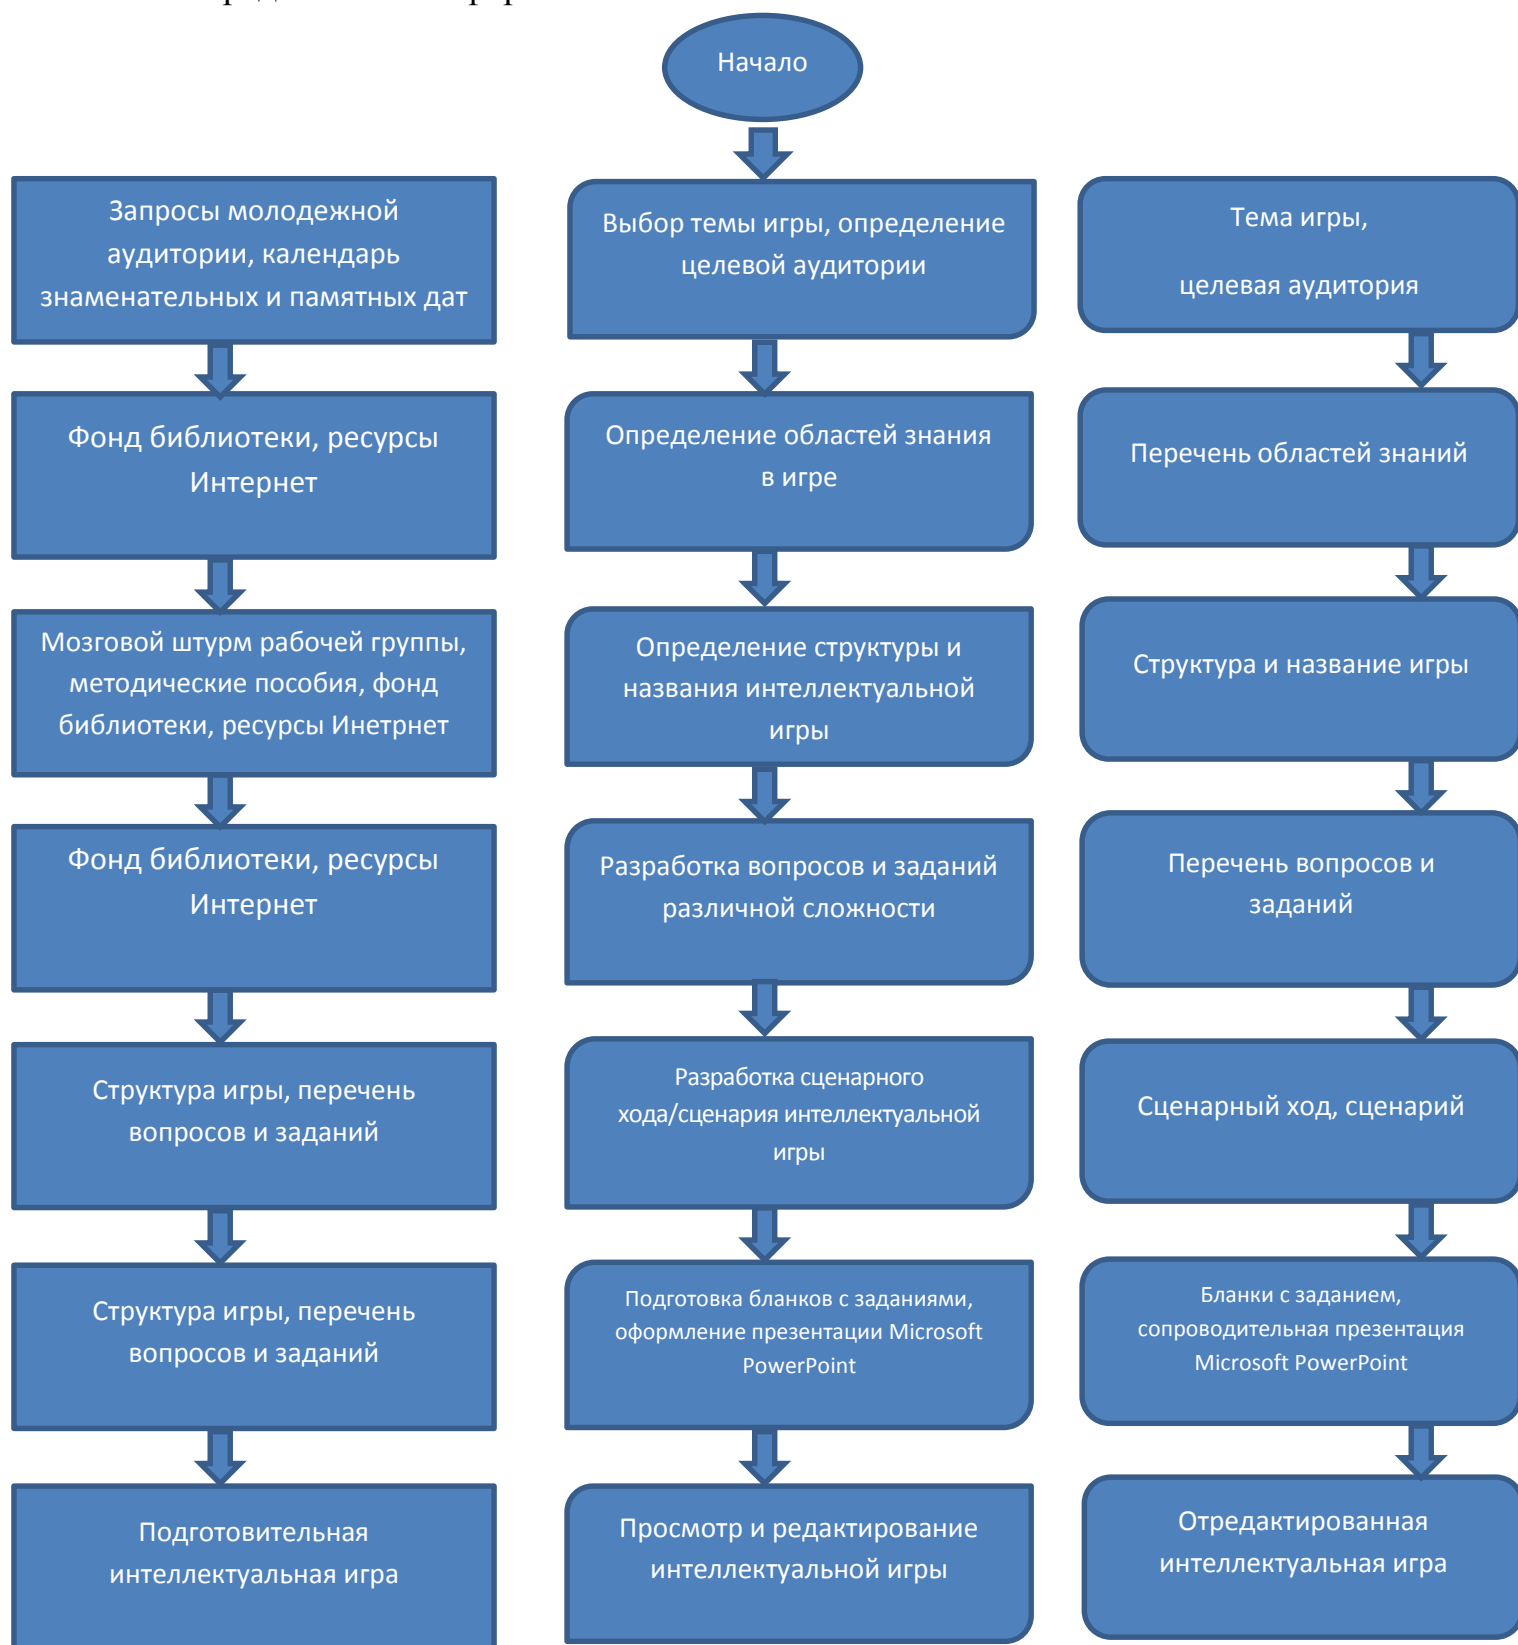 Начало
Запросы молодежной
аудитории, календарь
знаменательных и памятных дат
Выбор темы игры, определение
целевой аудитории
Тема игры,
целевая аудитория
Фонд библиотеки, ресурсы
Интернет
Определение областей знания
в игре
Перечень областей знаний
Мозговой штурм рабочей группы,
методические пособия, фонд
библиотеки, ресурсы Инетрнет
Определение структуры и
названия интеллектуальной
игры
Структура и название игры
Фонд библиотеки, ресурсы
Интернет
Разработка вопросов и заданий
различной сложности
Перечень вопросов и
заданий
Структура игры, перечень
вопросов и заданий
Разработка сценарного
хода/сценария интеллектуальной
игры
Сценарный ход, сценарий
Структура игры, перечень
вопросов и заданий
Подготовка бланков с заданиями,
оформление презентации Microsoft
PowerPoint
Бланки с заданием,
сопроводительная презентация
Microsoft PowerPoint
Подготовительная
интеллектуальная игра
Просмотр и редактирование
интеллектуальной игры
Отредактированная
интеллектуальная игра